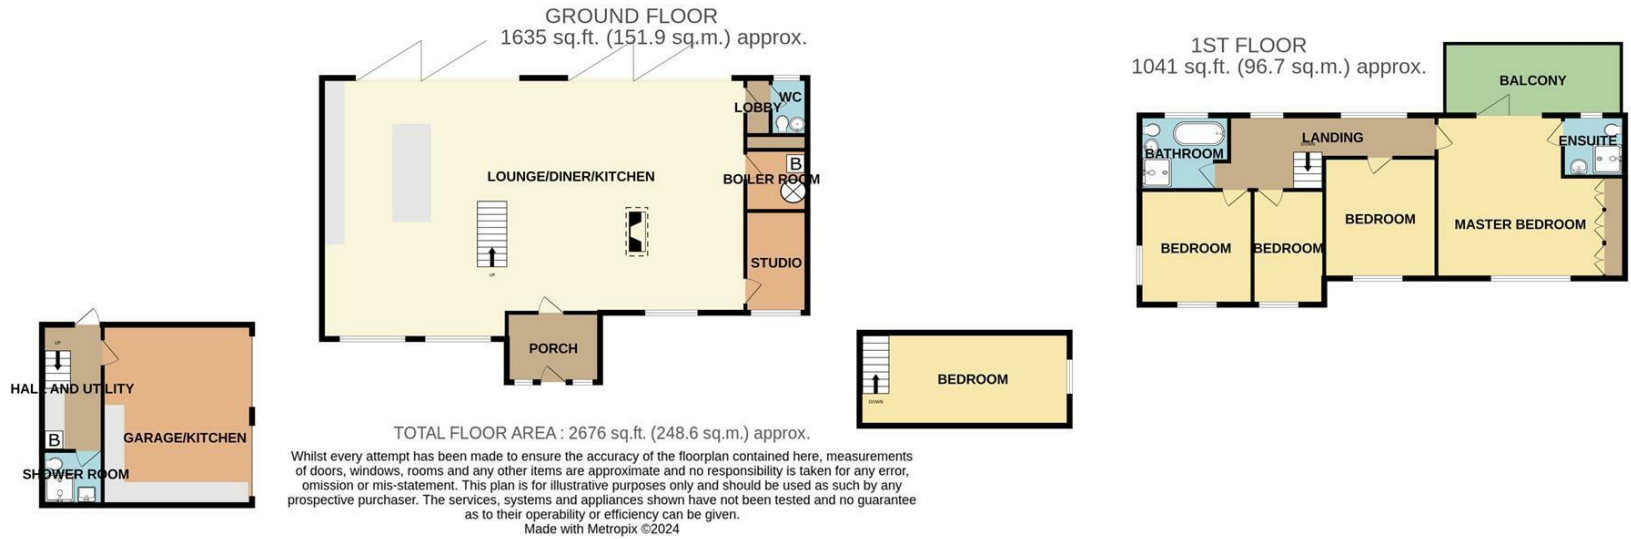 GROUND FLOOR
1635 sq.ft. (151.9 sq.m.) approx.
WC
LOBBY
LOUNGE/DINER/KITCHEN
B
BOILER ROOM
STUDIO
UP
PORCH
UP
HALL AND UTILITY
B
GARAGE/KITCHEN
SHOWER ROOM
BEDROOM
DOWN
1ST FLOOR
1041 sq.ft. (96.7 sq.m.) approx.
BALCONY
LANDING
DOWN
BATHROOM
ENSUITE
BEDROOM
BEDROOM
BEDROOM
MASTER BEDROOM
TOTAL FLOOR AREA : 2676 sq.ft. (248.6 sq.m.) approx.
Whilst every attempt has been made to ensure the accuracy of the floorplan contained here, measurements
of doors, windows, rooms and any other items are approximate and no responsibility is taken for any error,
omission or mis-statement. This plan is for illustrative purposes only and should be used as such by any
prospective purchaser. The services, systems and appliances shown have not been tested and no guarantee
as to their operability or efficiency can be given.
Made with Metropix ©2024